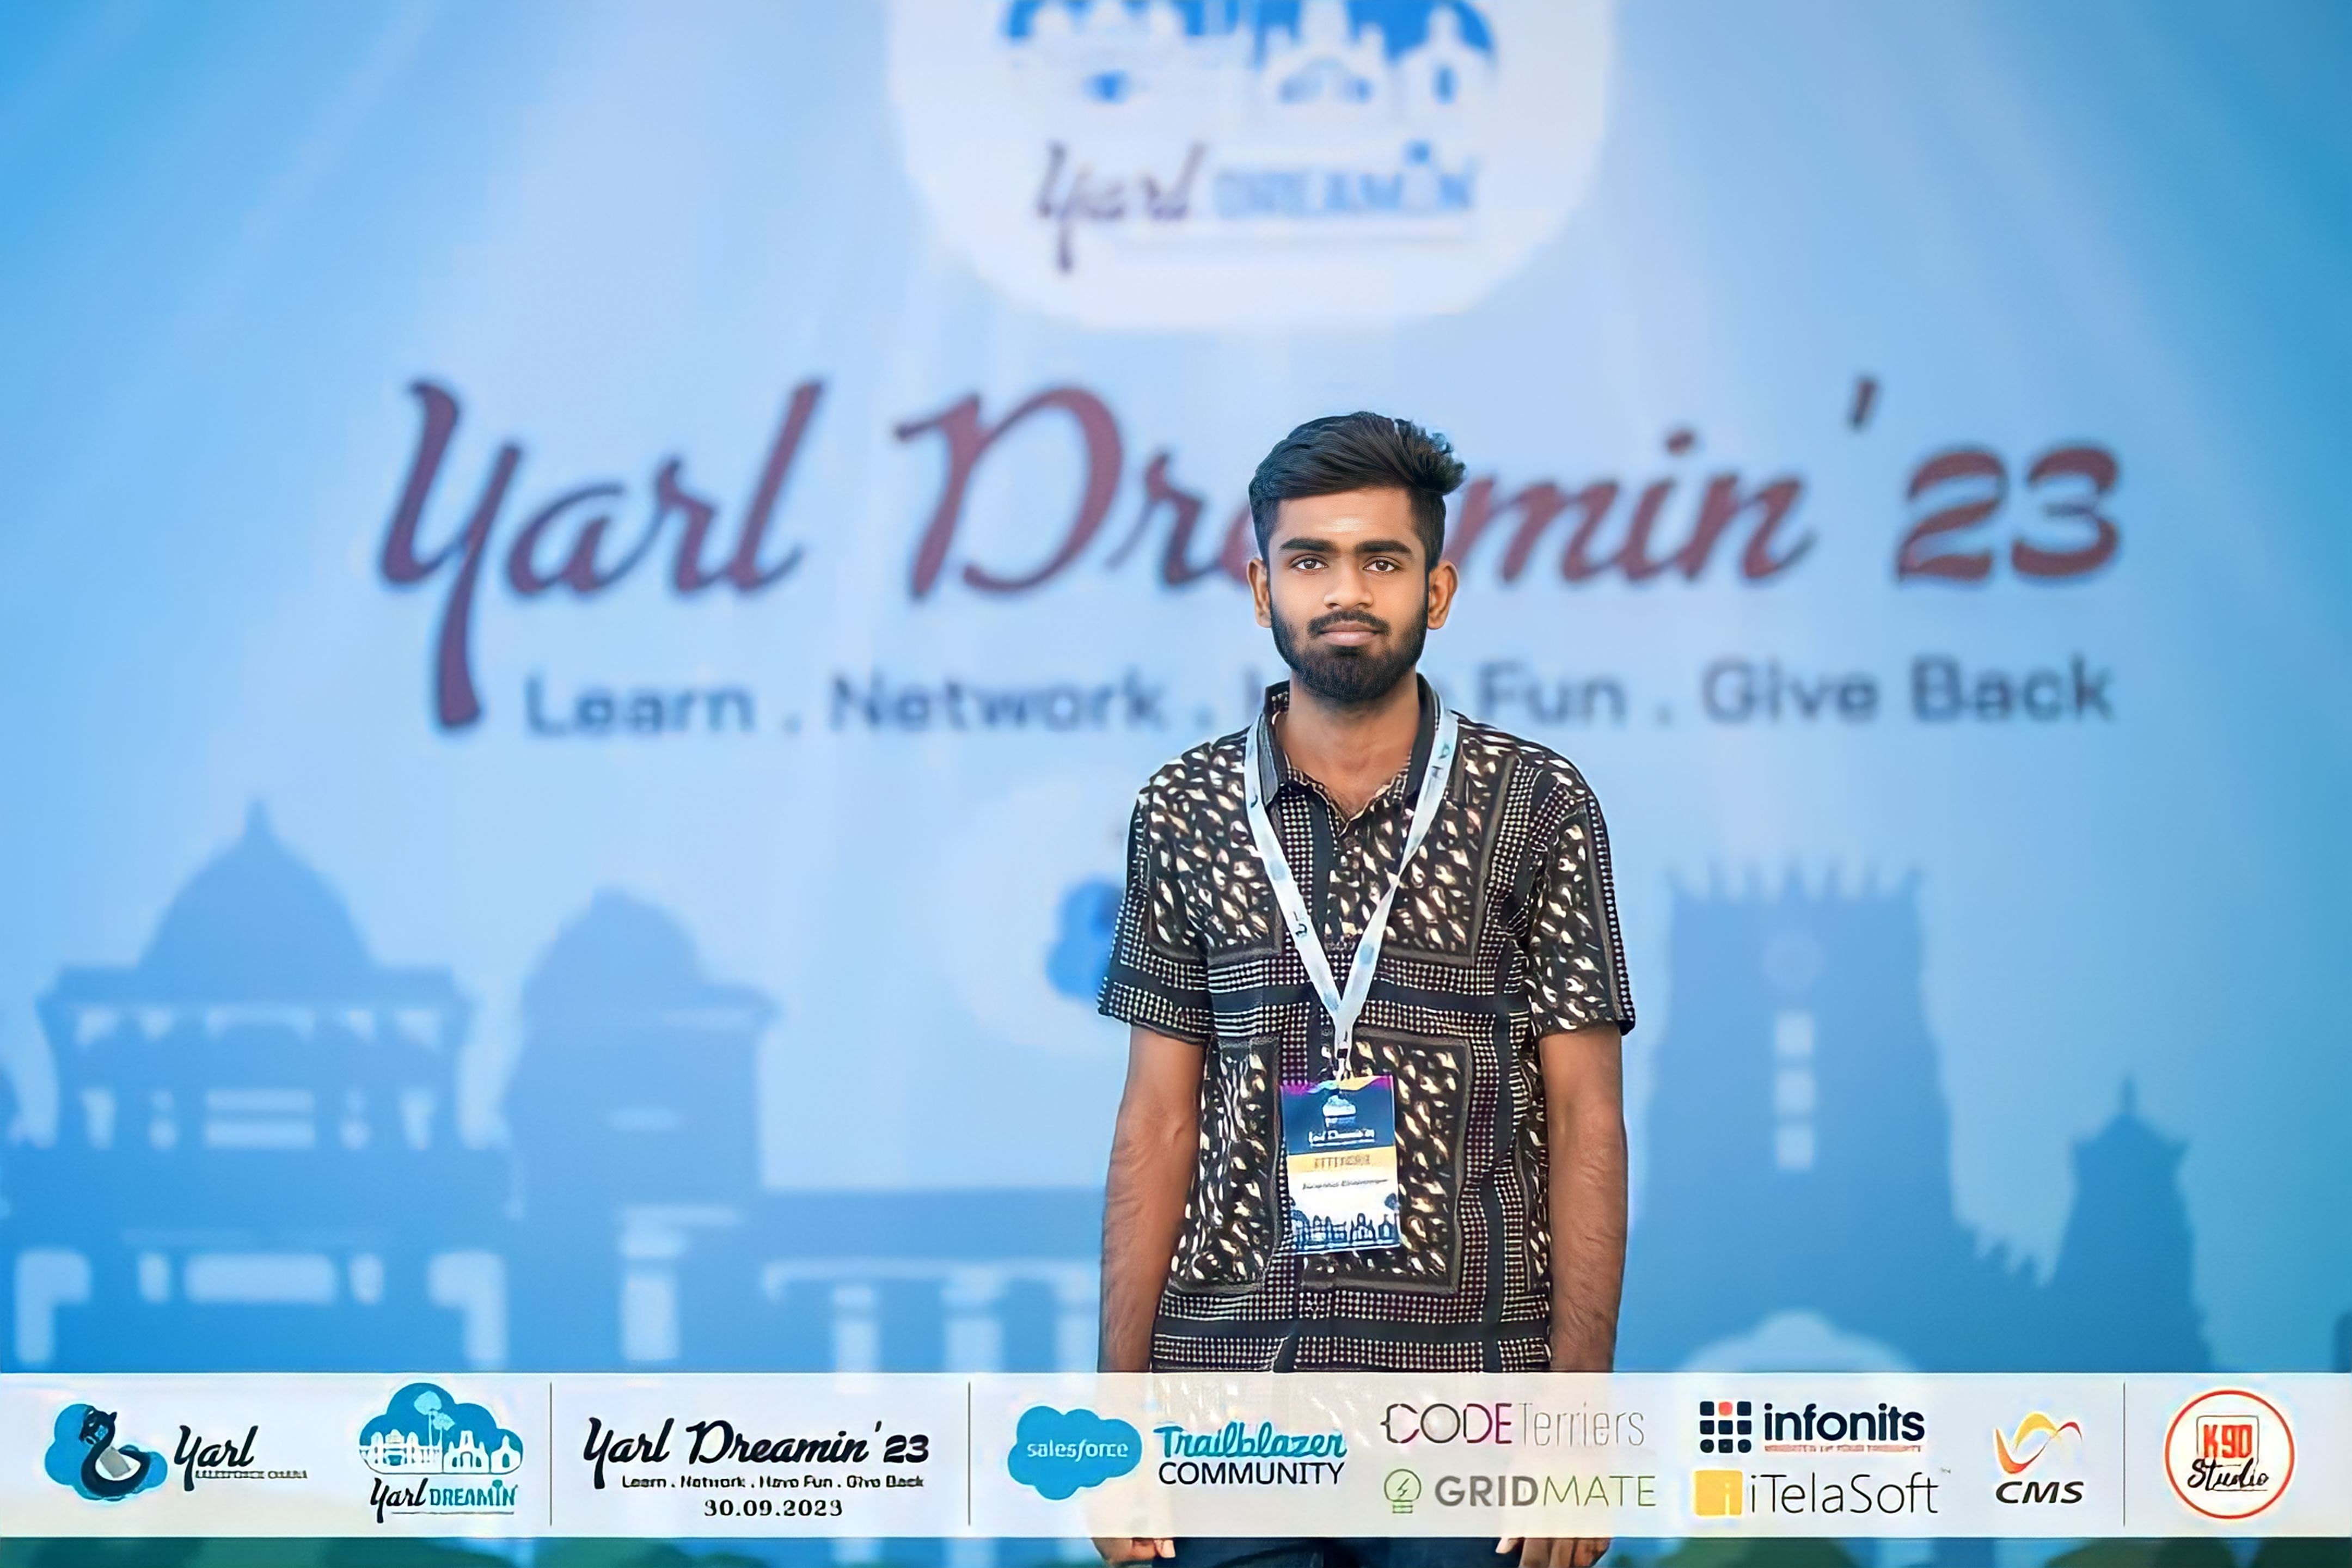 Yarl DREAMIN
Yarl Dreamin '23
Learn . Network . Fun . Give Back
Yarl
Yarl DREAMIN
Yarl Dreamin '23
Learn . Network . Have Fun . Give Back
30.09.2023
salesforce
Trailblazer
COMMUNITY
CODETerriers
GRIDMATE
infonits
iTelaSoft™
CMS
K90
Studio